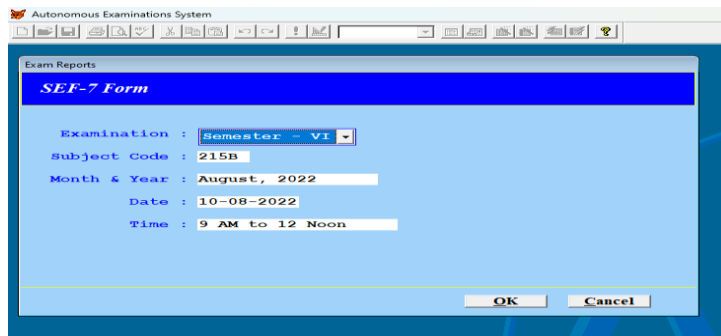 Autonomous Examinations System
Exam Reports
SEF-7 Form
Examination : Semester - VI
Subject Code : 215B
Month & Year : August, 2022
Date : 10-08-2022
Time : 9 AM to 12 Noon
OK Cancel